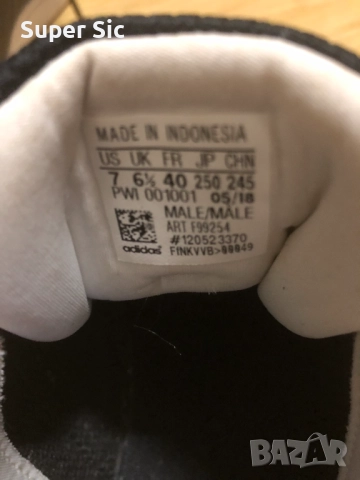 Super Sic
MADE IN INDONESIA
US UK FR JP CHN
7 6½ 40 250 245
PWI 001001 05/18
MALE/MALE
ART F99254
#120523370
adidas
BAZAR